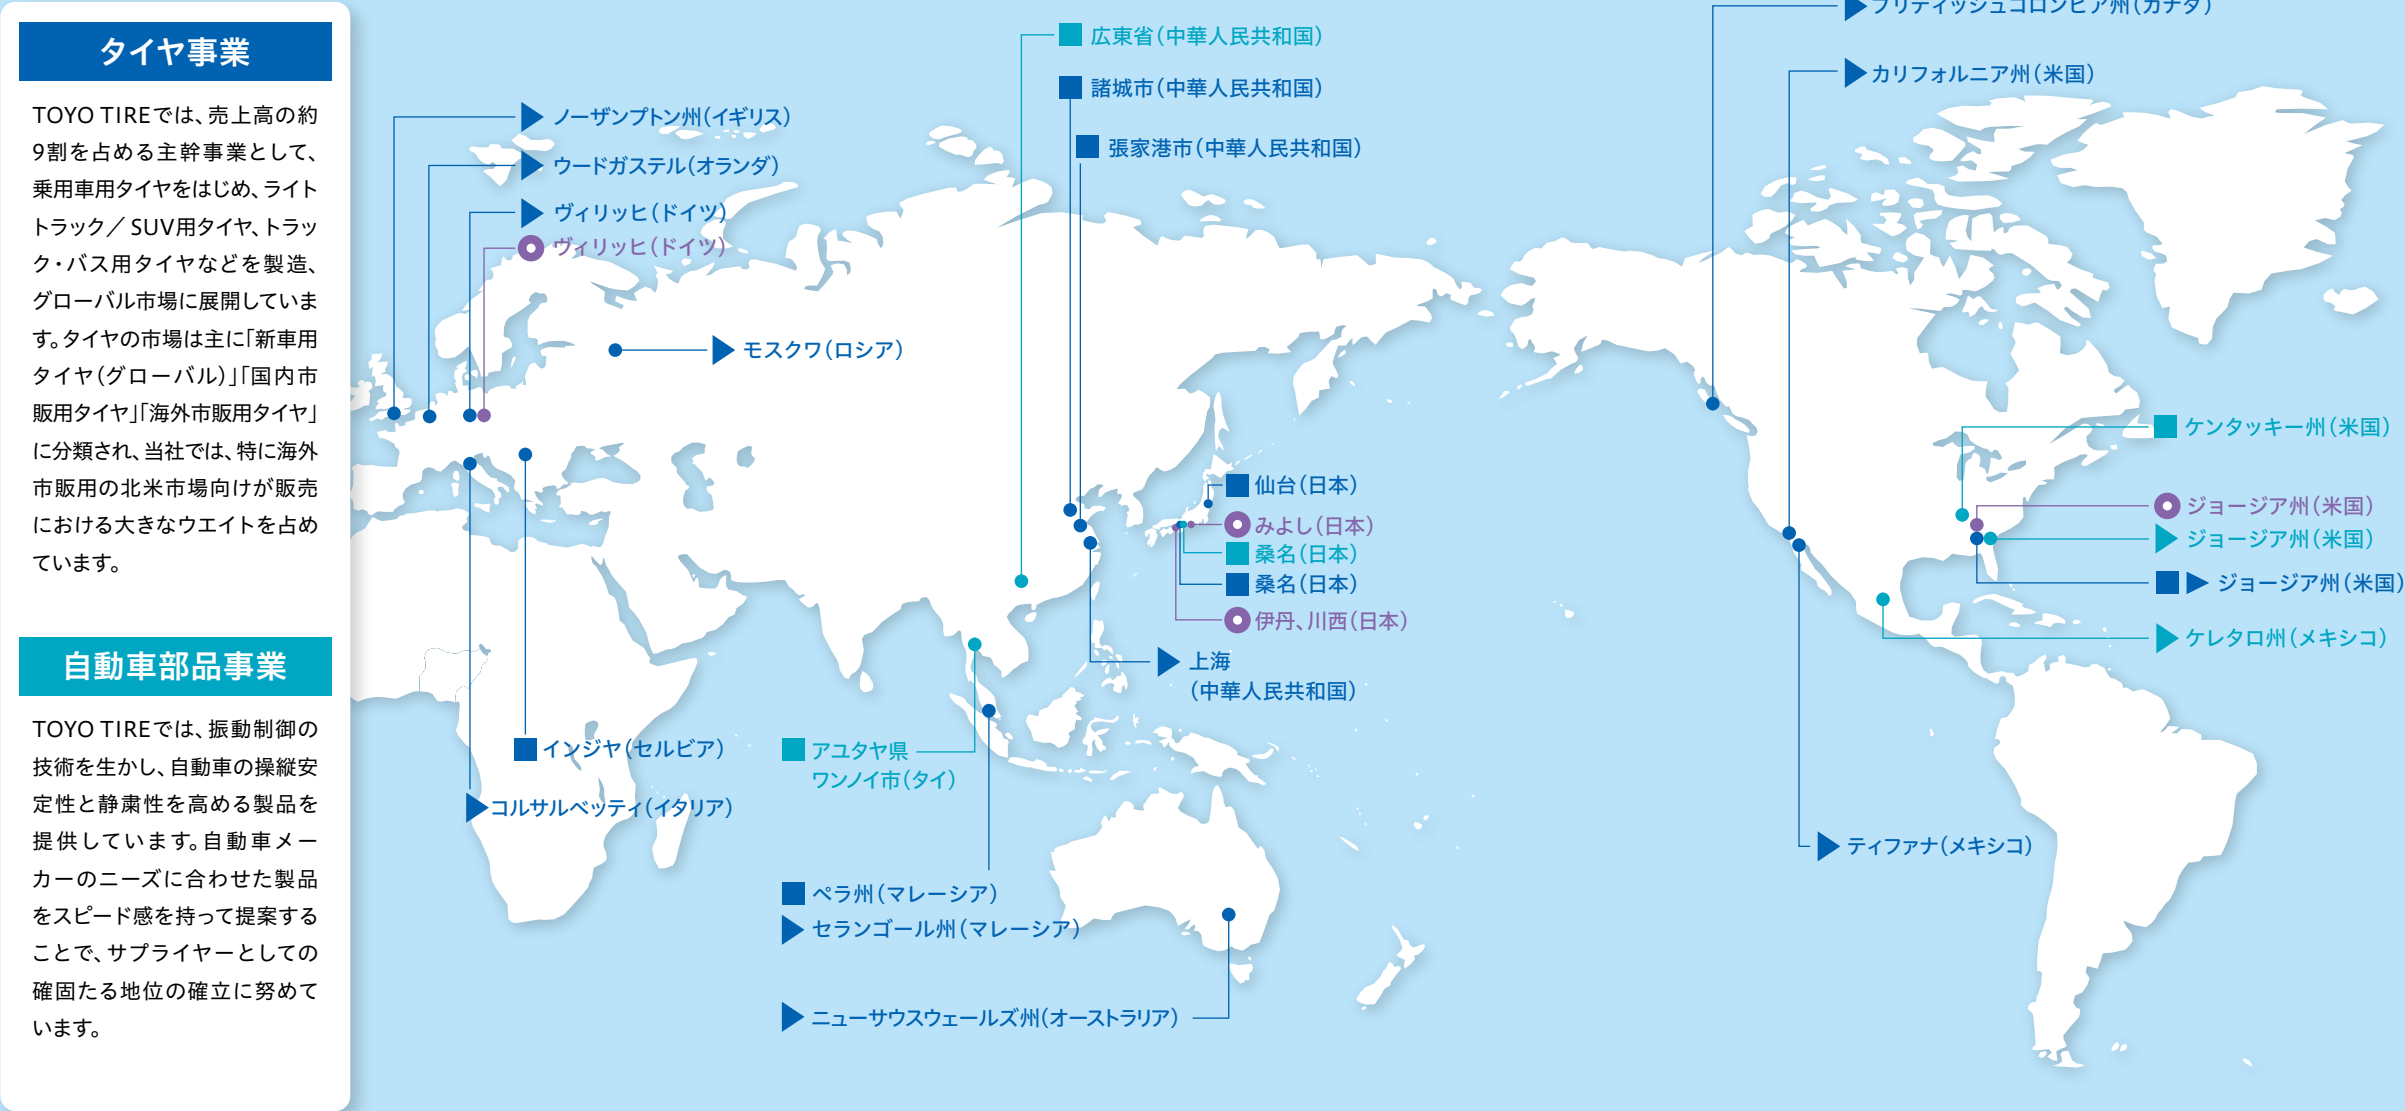 タイヤ事業
TOYO TIREでは、売上高の約
9割を占める主幹事業として、
乗用車用タイヤをはじめ、ライト
トラック／SUV用タイヤ、トラッ
ク・バス用タイヤなどを製造、
グローバル市場に展開していま
す。タイヤの市場は主に「新車用
タイヤ（グローバル）」「国内市
販用タイヤ」「海外市販用タイヤ」
に分類され、当社では、特に海外
市販用の北米市場向けが販売
における大きなウエイトを占め
ています。
自動車部品事業
TOYO TIREでは、振動制御の
技術を生かし、自動車の操縦安
定性と静粛性を高める製品を
提供しています。自動車メー
カーのニーズに合わせた製品
をスピード感を持って提案する
ことで、サプライヤーとしての
確固たる地位の確立に努めて
います。
ノーザンプトン州（イギリス）
ウードガステル（オランダ）
ヴィリッヒ（ドイツ）
ヴィリッヒ（ドイツ）
モスクワ（ロシア）
インジヤ（セルビア）
コルサルベッティ（イタリア）
広東省（中華人民共和国）
諸城市（中華人民共和国）
張家港市（中華人民共和国）
仙台（日本）
みよし（日本）
桑名（日本）
桑名（日本）
伊丹、川西（日本）
上海
（中華人民共和国）
アユタヤ県
ワンノイ市（タイ）
ペラ州（マレーシア）
セランゴール州（マレーシア）
ニューサウスウェールズ州（オーストラリア）
ブリティッシュコロンビア州（カナダ）
カリフォルニア州（米国）
ケンタッキー州（米国）
ジョージア州（米国）
ジョージア州（米国）
ジョージア州（米国）
ケレタロ州（メキシコ）
ティファナ（メキシコ）